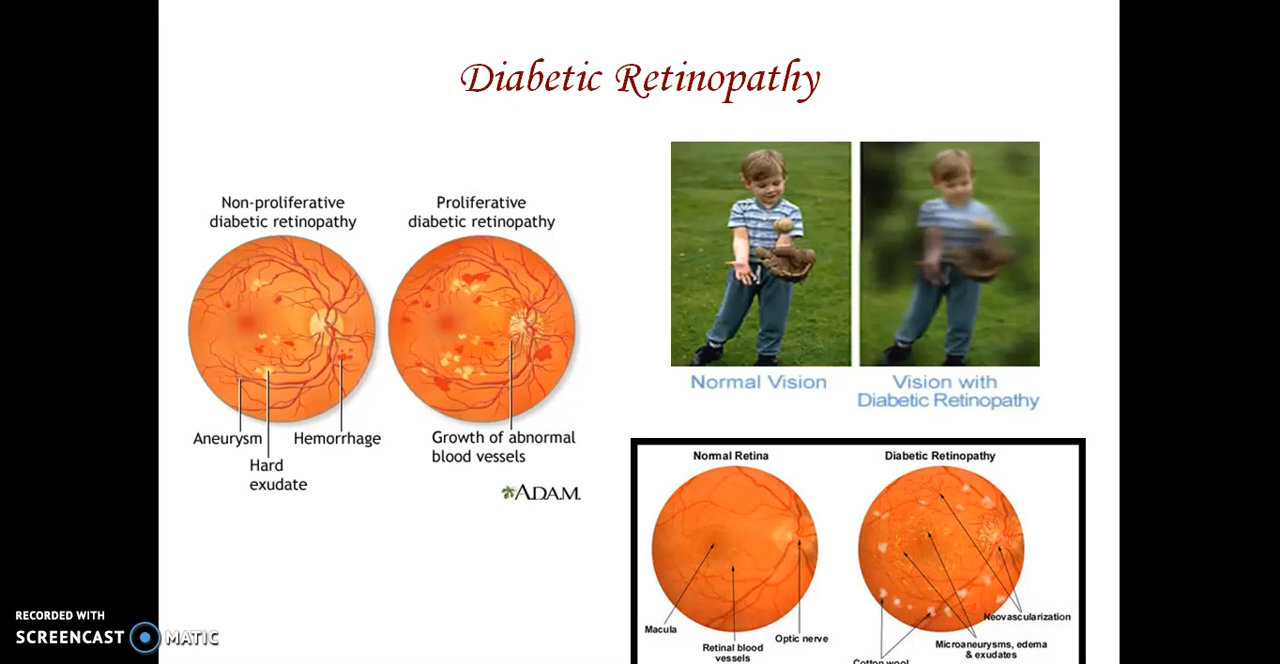 Diabetic Retinopathy
Non-proliferative
diabetic retinopathy
Proliferative
diabetic retinopathy
Aneurysm
Hemorrhage
Hard
exudate
Growth of abnormal
blood vessels
A.D.A.M.
Normal Vision
Vision with
Diabetic Retinopathy
Normal Retina
Diabetic Retinopathy
Macula
Retinal blood
vessels
Optic nerve
Neovascularization
Microaneurysms, edema
& exudates
Cotton wool
RECORDED WITH
SCREENCAST MATIC